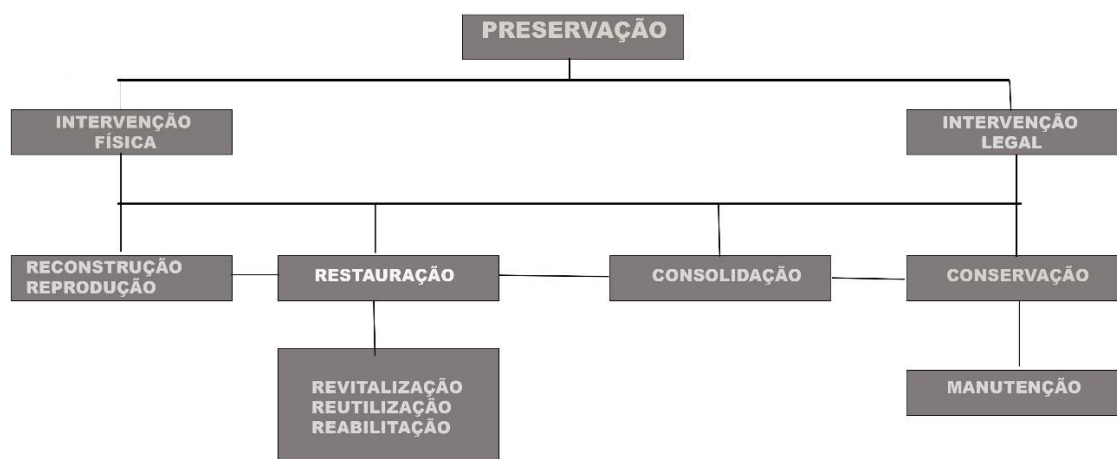 PRESERVAÇÃO
INTERVENÇÃO
FÍSICA
INTERVENÇÃO
LEGAL
RECONSTRUÇÃO
REPRODUÇÃO
RESTAURAÇÃO
CONSOLIDAÇÃO
CONSERVAÇÃO
REVITALIZAÇÃO
REUTILIZAÇÃO
REABILITAÇÃO
MANUTENÇÃO